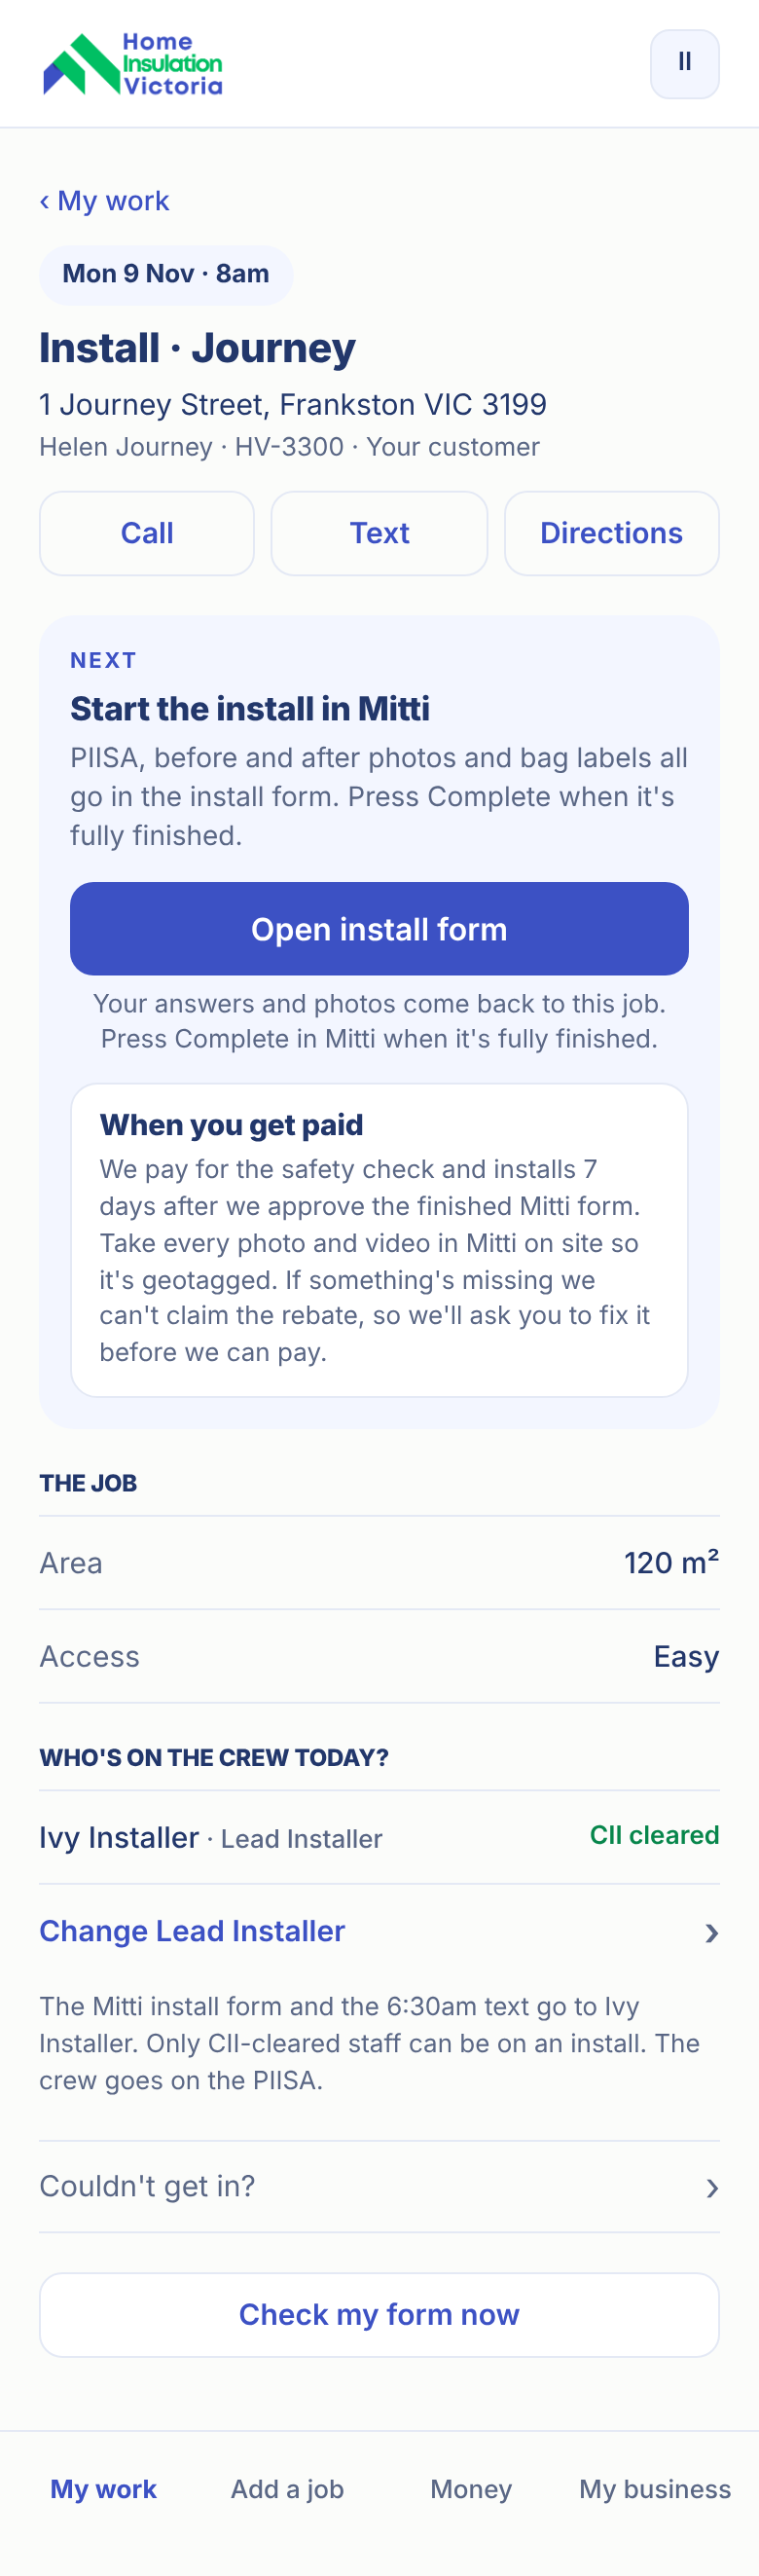 Home
Insulation
Victoria
II
‹ My work
Mon 9 Nov · 8am
Install · Journey
1 Journey Street, Frankston VIC 3199
Helen Journey · HV-3300 · Your customer
Call
Text
Directions
NEXT
Start the install in Mitti
PIISA, before and after photos and bag labels all
go in the install form. Press Complete when it's
fully finished.
Open install form
Your answers and photos come back to this job.
Press Complete in Mitti when it's fully finished.
When you get paid
We pay for the safety check and installs 7
days after we approve the finished Mitti form.
Take every photo and video in Mitti on site so
it's geotagged. If something's missing we
can't claim the rebate, so we'll ask you to fix it
before we can pay.
THE JOB
Area 120 m²
Access Easy
WHO'S ON THE CREW TODAY?
Ivy Installer · Lead Installer CII cleared
Change Lead Installer ›
The Mitti install form and the 6:30am text go to Ivy
Installer. Only CII-cleared staff can be on an install. The
crew goes on the PIISA.
Couldn't get in? ›
Check my form now
My work
Add a job
Money
My business